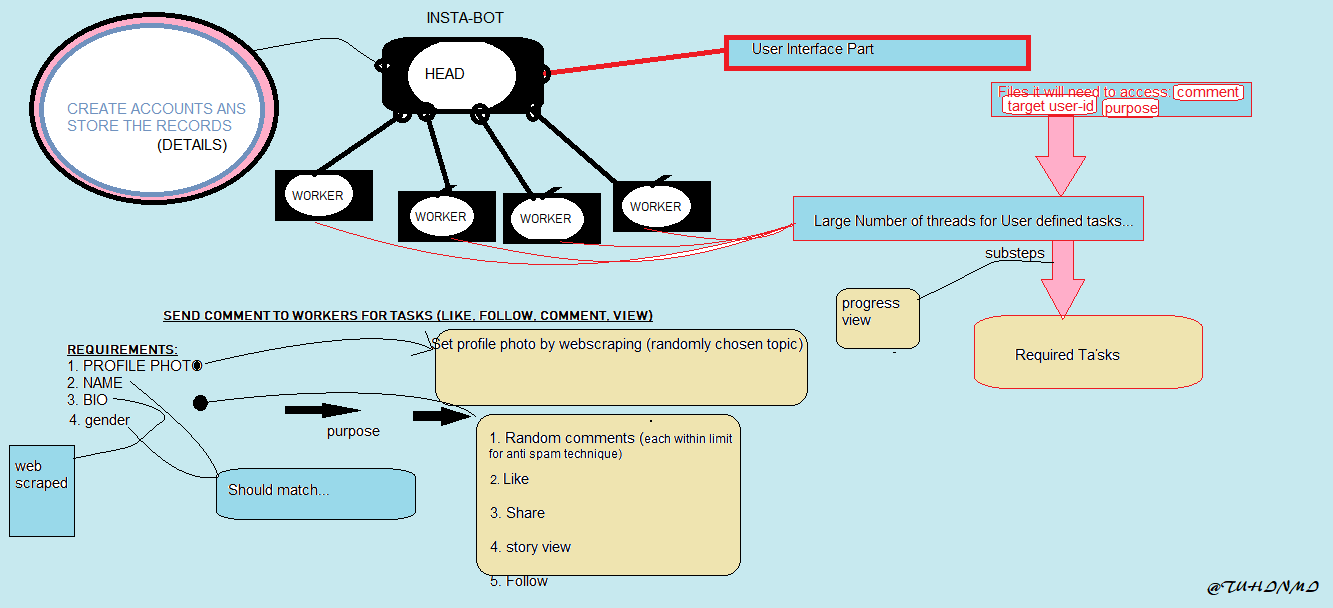 INSTA-BOT
HEAD
User Interface Part
CREATE ACCOUNTS ANS
STORE THE RECORDS
(DETAILS)
Files it will need to access: comment
target user-id purpose
WORKER
WORKER
WORKER
WORKER
Large Number of threads for User defined tasks...
substeps
progress
view
Required Ta'sks
SEND COMMENT TO WORKERS FOR TASKS (LIKE, FOLLOW, COMMENT, VIEW)
REQUIREMENTS:
1. PROFILE PHOTO
2. NAME
3. BIO
4. gender
Set profile photo by webscraping (randomly chosen topic)
purpose
web
scraped
Should match...
1. Random comments (each within limit
for anti spam technique)
2. Like
3. Share
4. story view
5. Follow
@TUHINMD